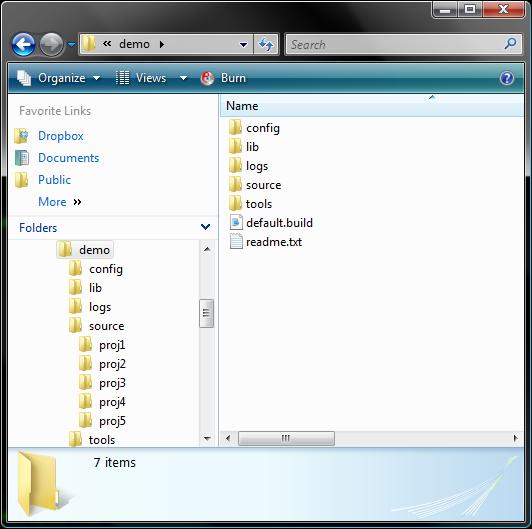 « demo
Search
Organize Views Burn ?
Favorite Links
Dropbox
Documents
Public
More »
Folders
demo
config
lib
logs
source
proj1
proj2
proj3
proj4
proj5
tools
Name
config
lib
logs
source
tools
default.build
readme.txt
7 items